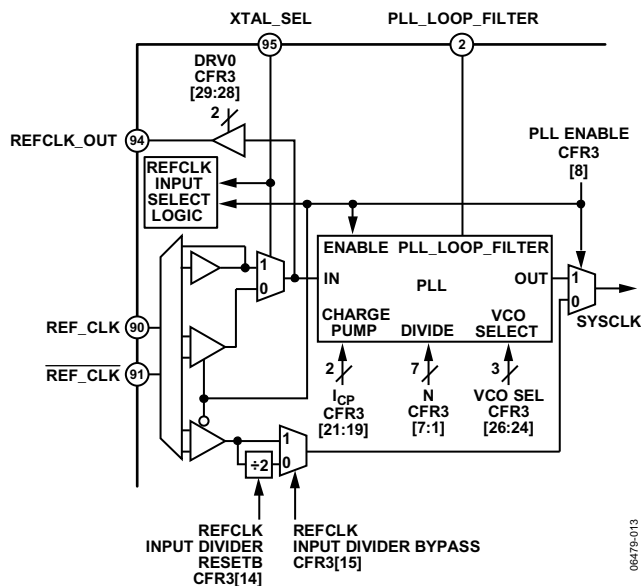 XTAL_SEL
PLL_LOOP_FILTER
95
2
DRV0
CFR3
[29:28]
2
REFCLK_OUT
94
PLL ENABLE
CFR3
[8]
REFCLK
INPUT
SELECT
LOGIC
ENABLE PLL_LOOP_FILTER
1
0
IN
PLL
OUT
1
0
SYSCLK
CHARGE
PUMP
DIVIDE
VCO
SELECT
REF_CLK
90
REF_CLK
91
2
7
3
ICP
CFR3
[21:19]
N
CFR3
[7:1]
VCO SEL
CFR3
[26:24]
1
÷2
0
REFCLK
INPUT DIVIDER
RESETB
CFR3[14]
REFCLK
INPUT DIVIDER BYPASS
CFR3[15]
06479-013